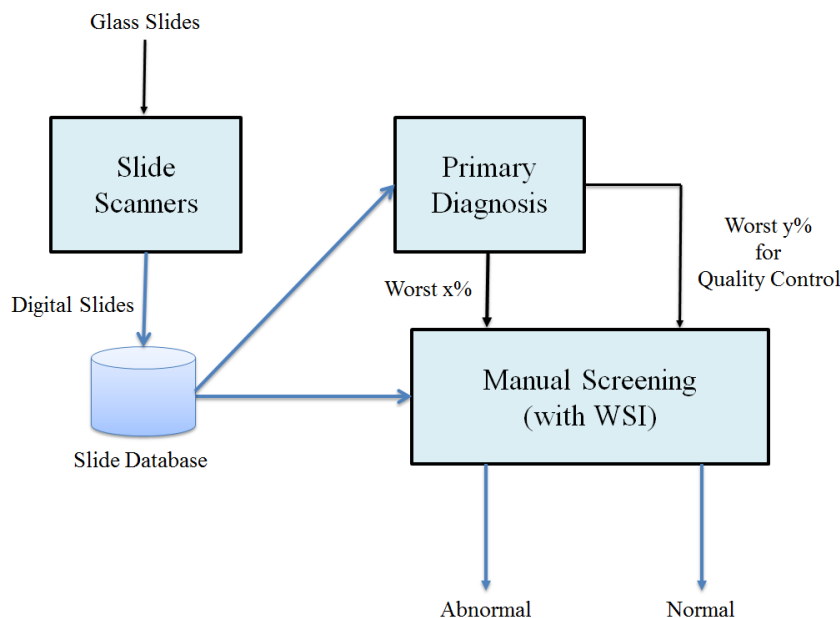 Glass Slides
Slide
Scanners
Primary
Diagnosis
Worst y%
for
Quality Control
Worst x%
Digital Slides
Manual Screening
(with WSI)
Slide Database
Abnormal
Normal